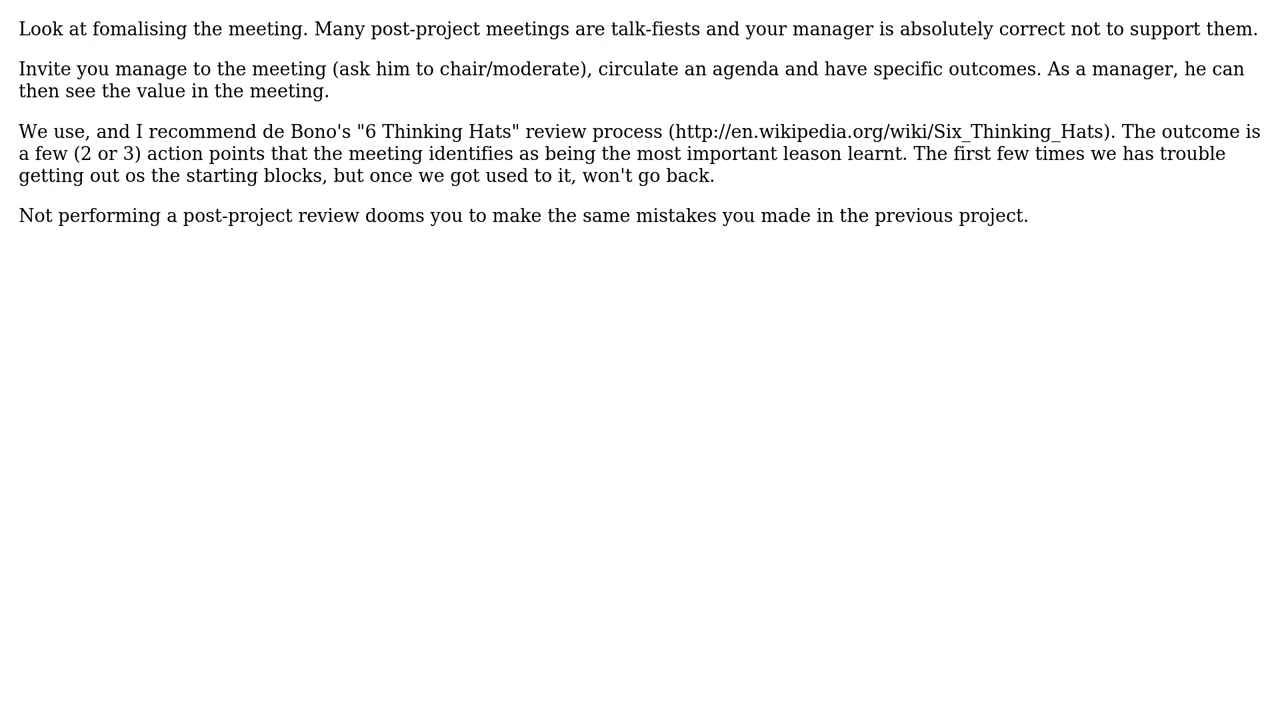 Look at fomalising the meeting. Many post-project meetings are talk-fiests and your manager is absolutely correct not to support them.
Invite you manage to the meeting (ask him to chair/moderate), circulate an agenda and have specific outcomes. As a manager, he can
then see the value in the meeting.
We use, and I recommend de Bono's "6 Thinking Hats" review process (http://en.wikipedia.org/wiki/Six_Thinking_Hats). The outcome is
a few (2 or 3) action points that the meeting identifies as being the most important leason learnt. The first few times we has trouble
getting out os the starting blocks, but once we got used to it, won't go back.
Not performing a post-project review dooms you to make the same mistakes you made in the previous project.